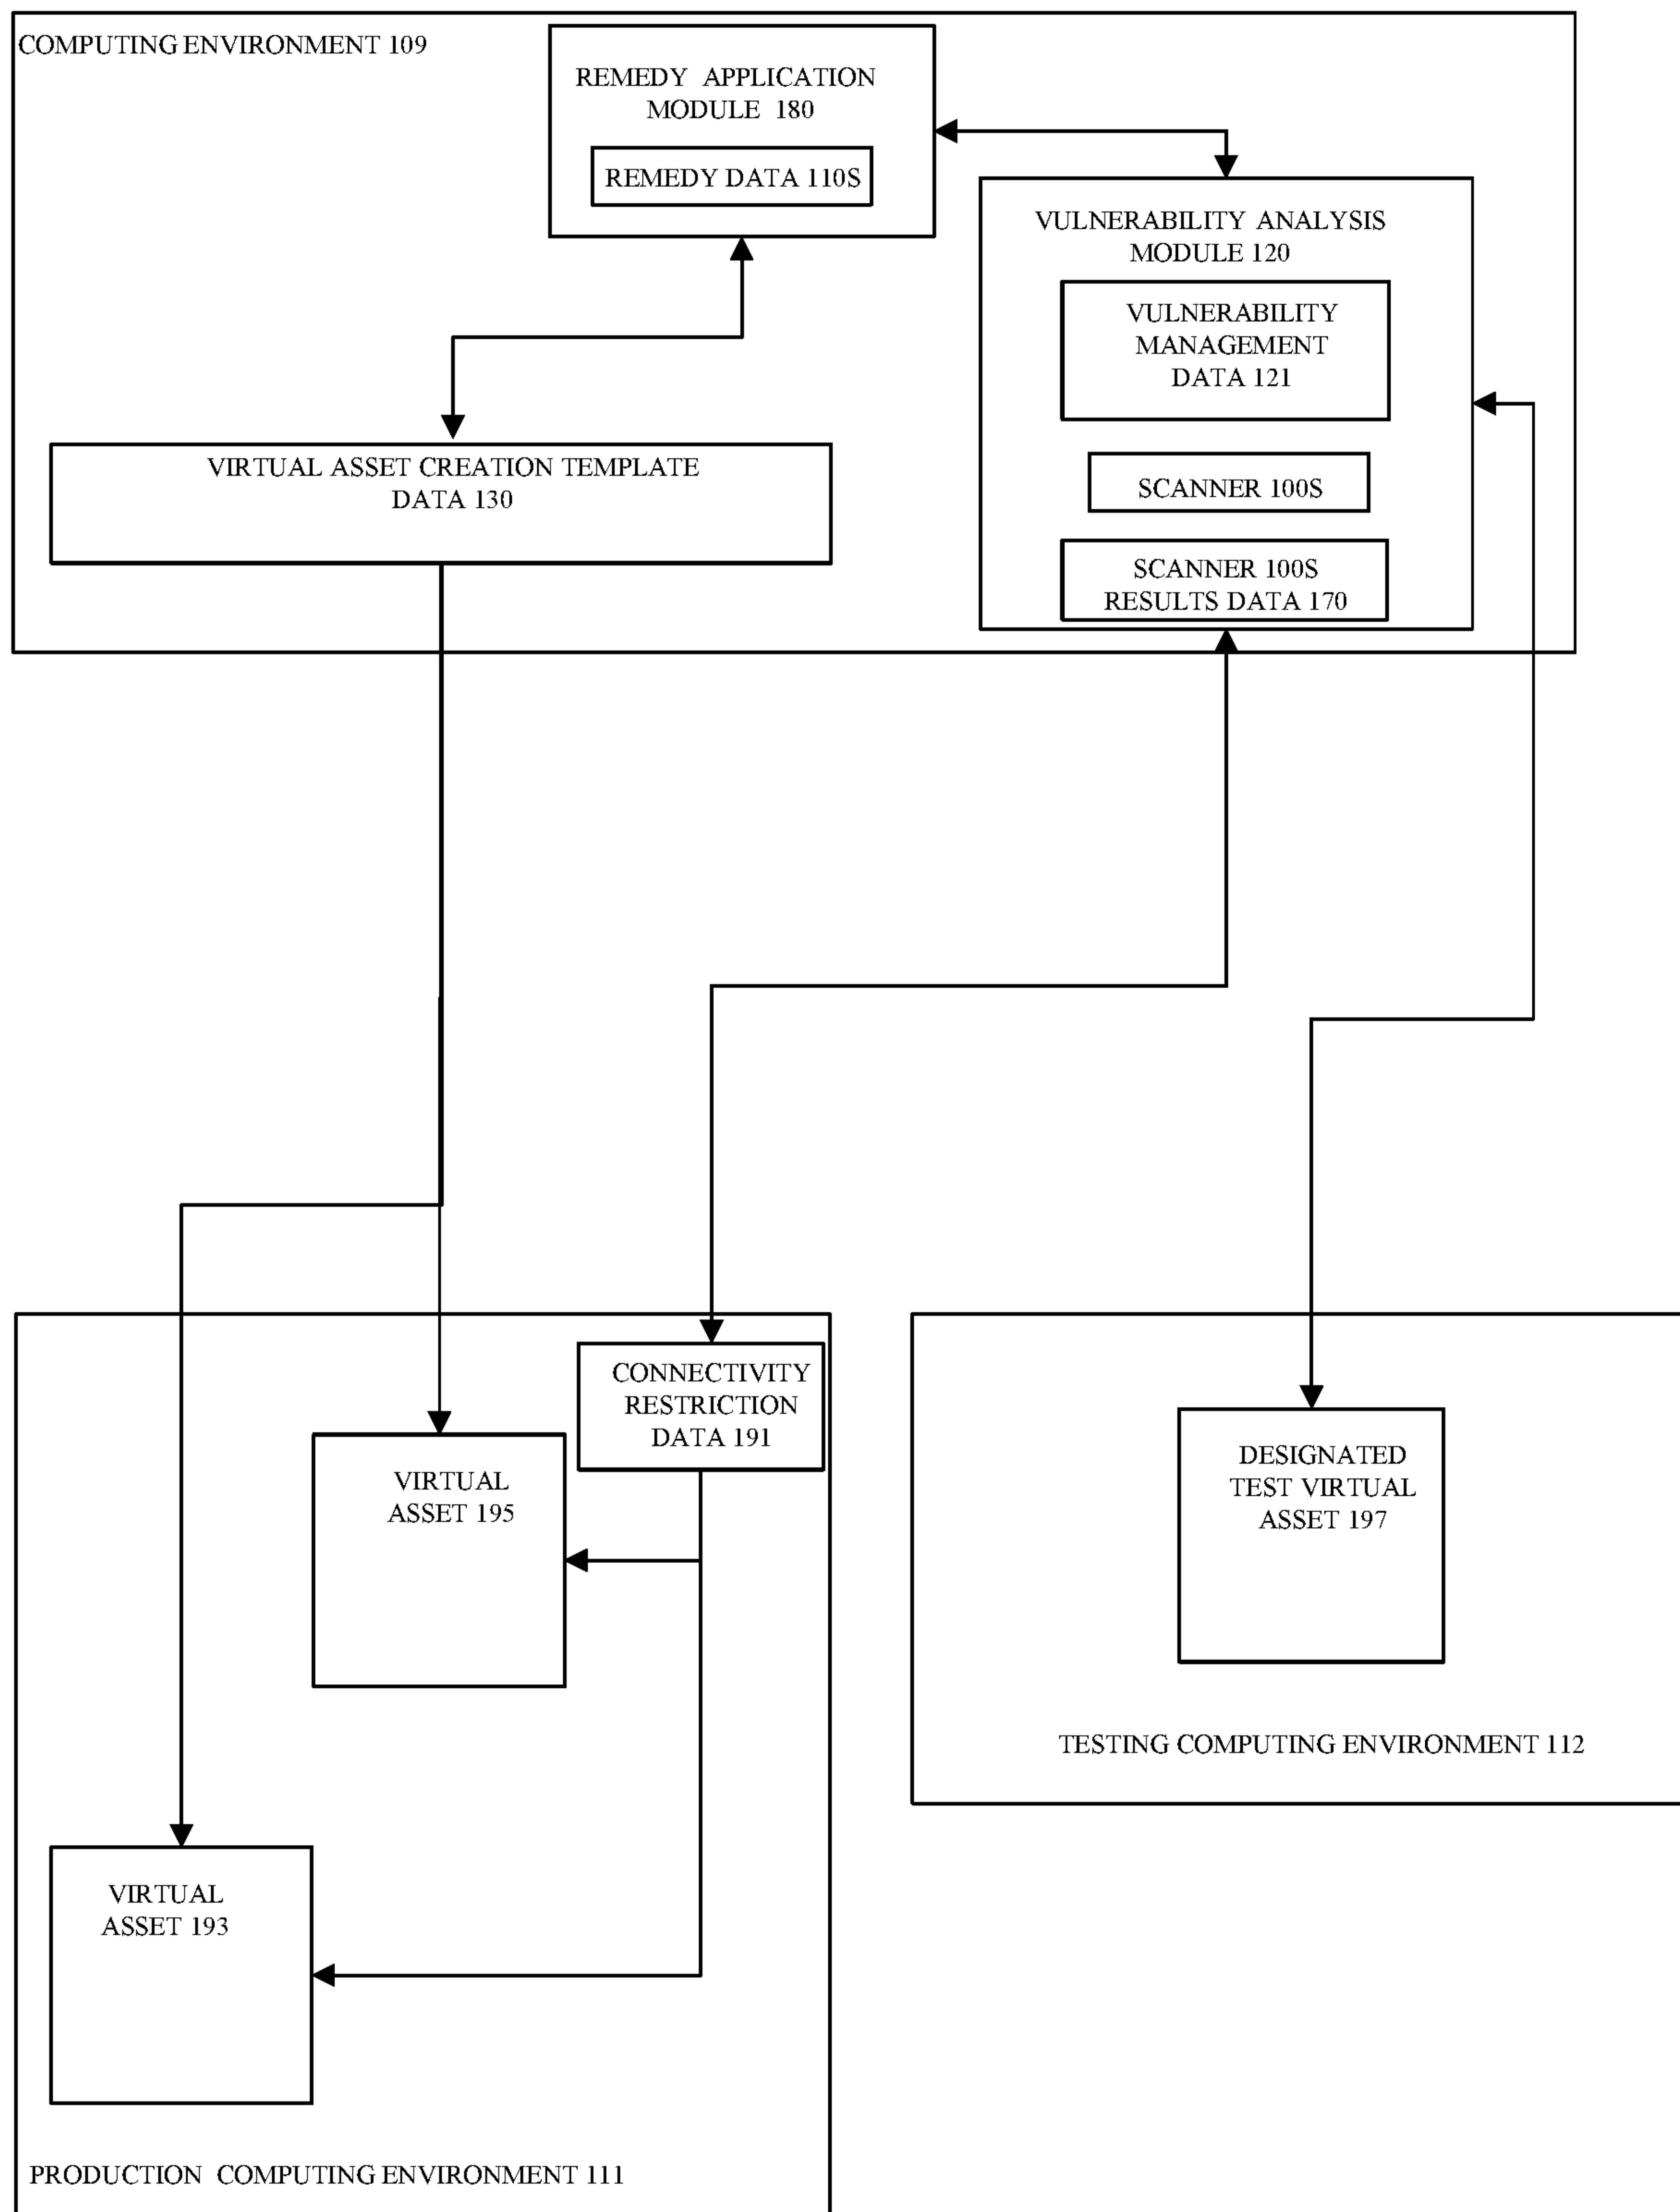 COMPUTING ENVIRONMENT 109
REMEDY APPLICATION
MODULE 180
REMEDY DATA 110S
VULNERABILITY ANALYSIS
MODULE 120
VULNERABILITY
MANAGEMENT
DATA 121
SCANNER 100S
SCANNER 100S
RESULTS DATA 170
VIRTUAL ASSET CREATION TEMPLATE
DATA 130
CONNECTIVITY
RESTRICTION
DATA 191
VIRTUAL
ASSET 195
VIRTUAL
ASSET 193
PRODUCTION COMPUTING ENVIRONMENT 111
DESIGNATED
TEST VIRTUAL
ASSET 197
TESTING COMPUTING ENVIRONMENT 112